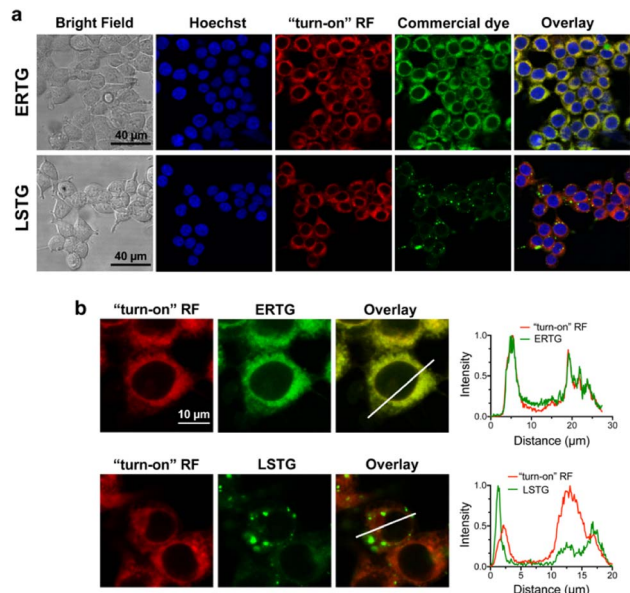 a
Bright Field Hoechst “turn-on” RF Commercial dye Overlay
ERTG
40 µm
LSTG
40 µm
b
“turn-on” RF ERTG Overlay
10 µm
Intensity
1.0
0.5
0.0
“turn-on” RF
ERTG
0 10 20 30
Distance (µm)
“turn-on” RF LSTG Overlay
Intensity
1.0
0.5
0.0
“turn-on” RF
LSTG
0 5 10 15 20
Distance (µm)